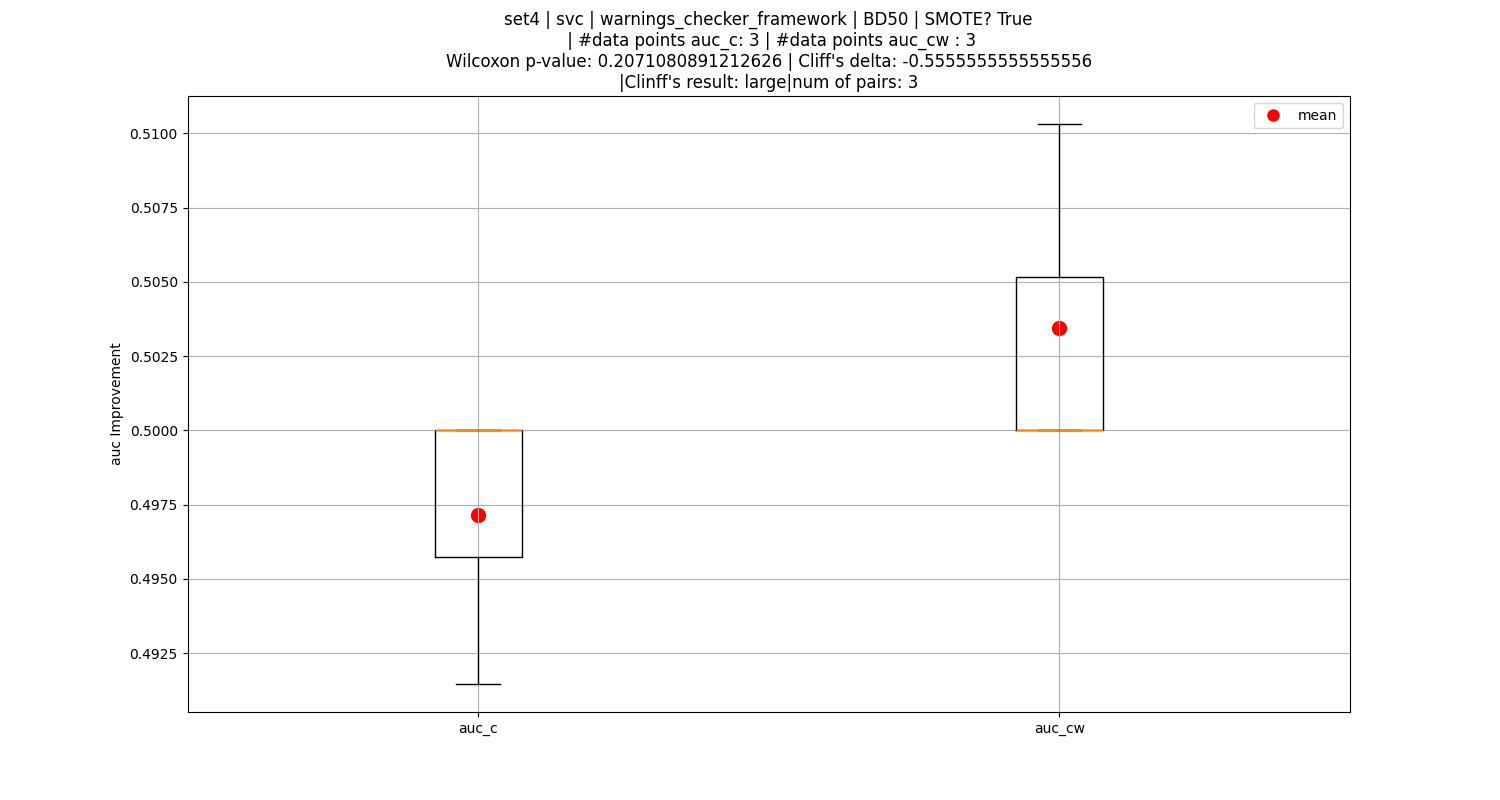 set4 | svc | warnings_checker_framework | BD50 | SMOTE? True
| #data points auc_c: 3 | #data points auc_cw : 3
Wilcoxon p-value: 0.2071080891212626 | Cliff's delta: -0.5555555555555556
|Clinff's result: large|num of pairs: 3
mean
0.5100
0.5075
0.5050
0.5025
0.5000
0.4975
0.4950
0.4925
auc Improvement
auc_c
auc_cw